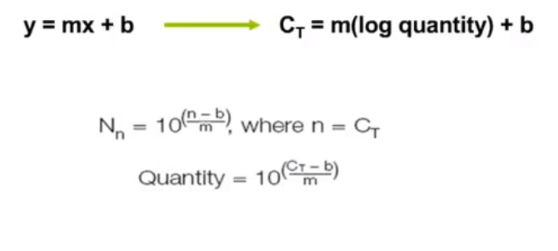 y = mx + b C_T = m(log quantity) + b
N_n = 10^((n – b)/m), where n = C_T
Quantity = 10^((C_T – b)/m)